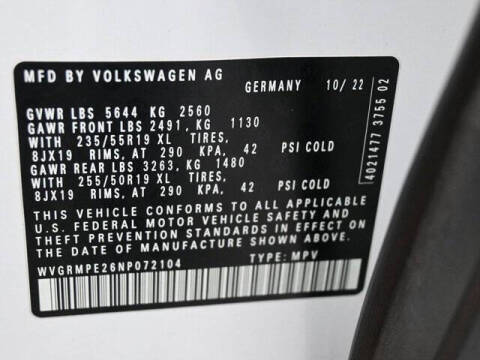 MFD BY VOLKSWAGEN AG
GERMANY 10/ 22
GVWR LBS 5644 KG 2560
GAWR FRONT LBS 2491, KG 1130
WITH 235/55R19 XL TIRES,
8JX19 RIMS, AT 290 KPA, 42 PSI COLD
GAWR REAR LBS 3263, KG 1480
WITH 255/50R19 XL TIRES,
8JX19 RIMS, AT 290 KPA, 42 PSI COLD
THIS VEHICLE CONFORMS TO ALL APPLICABLE
U.S. FEDERAL MOTOR VEHICLE SAFETY AND
THEFT PREVENTION STANDARDS IN EFFECT ON
THE DATE OF MANUFACTURE SHOWN ABOVE.
WVGRMPE26NP072104
TYPE: MPV
4021477 3755 02